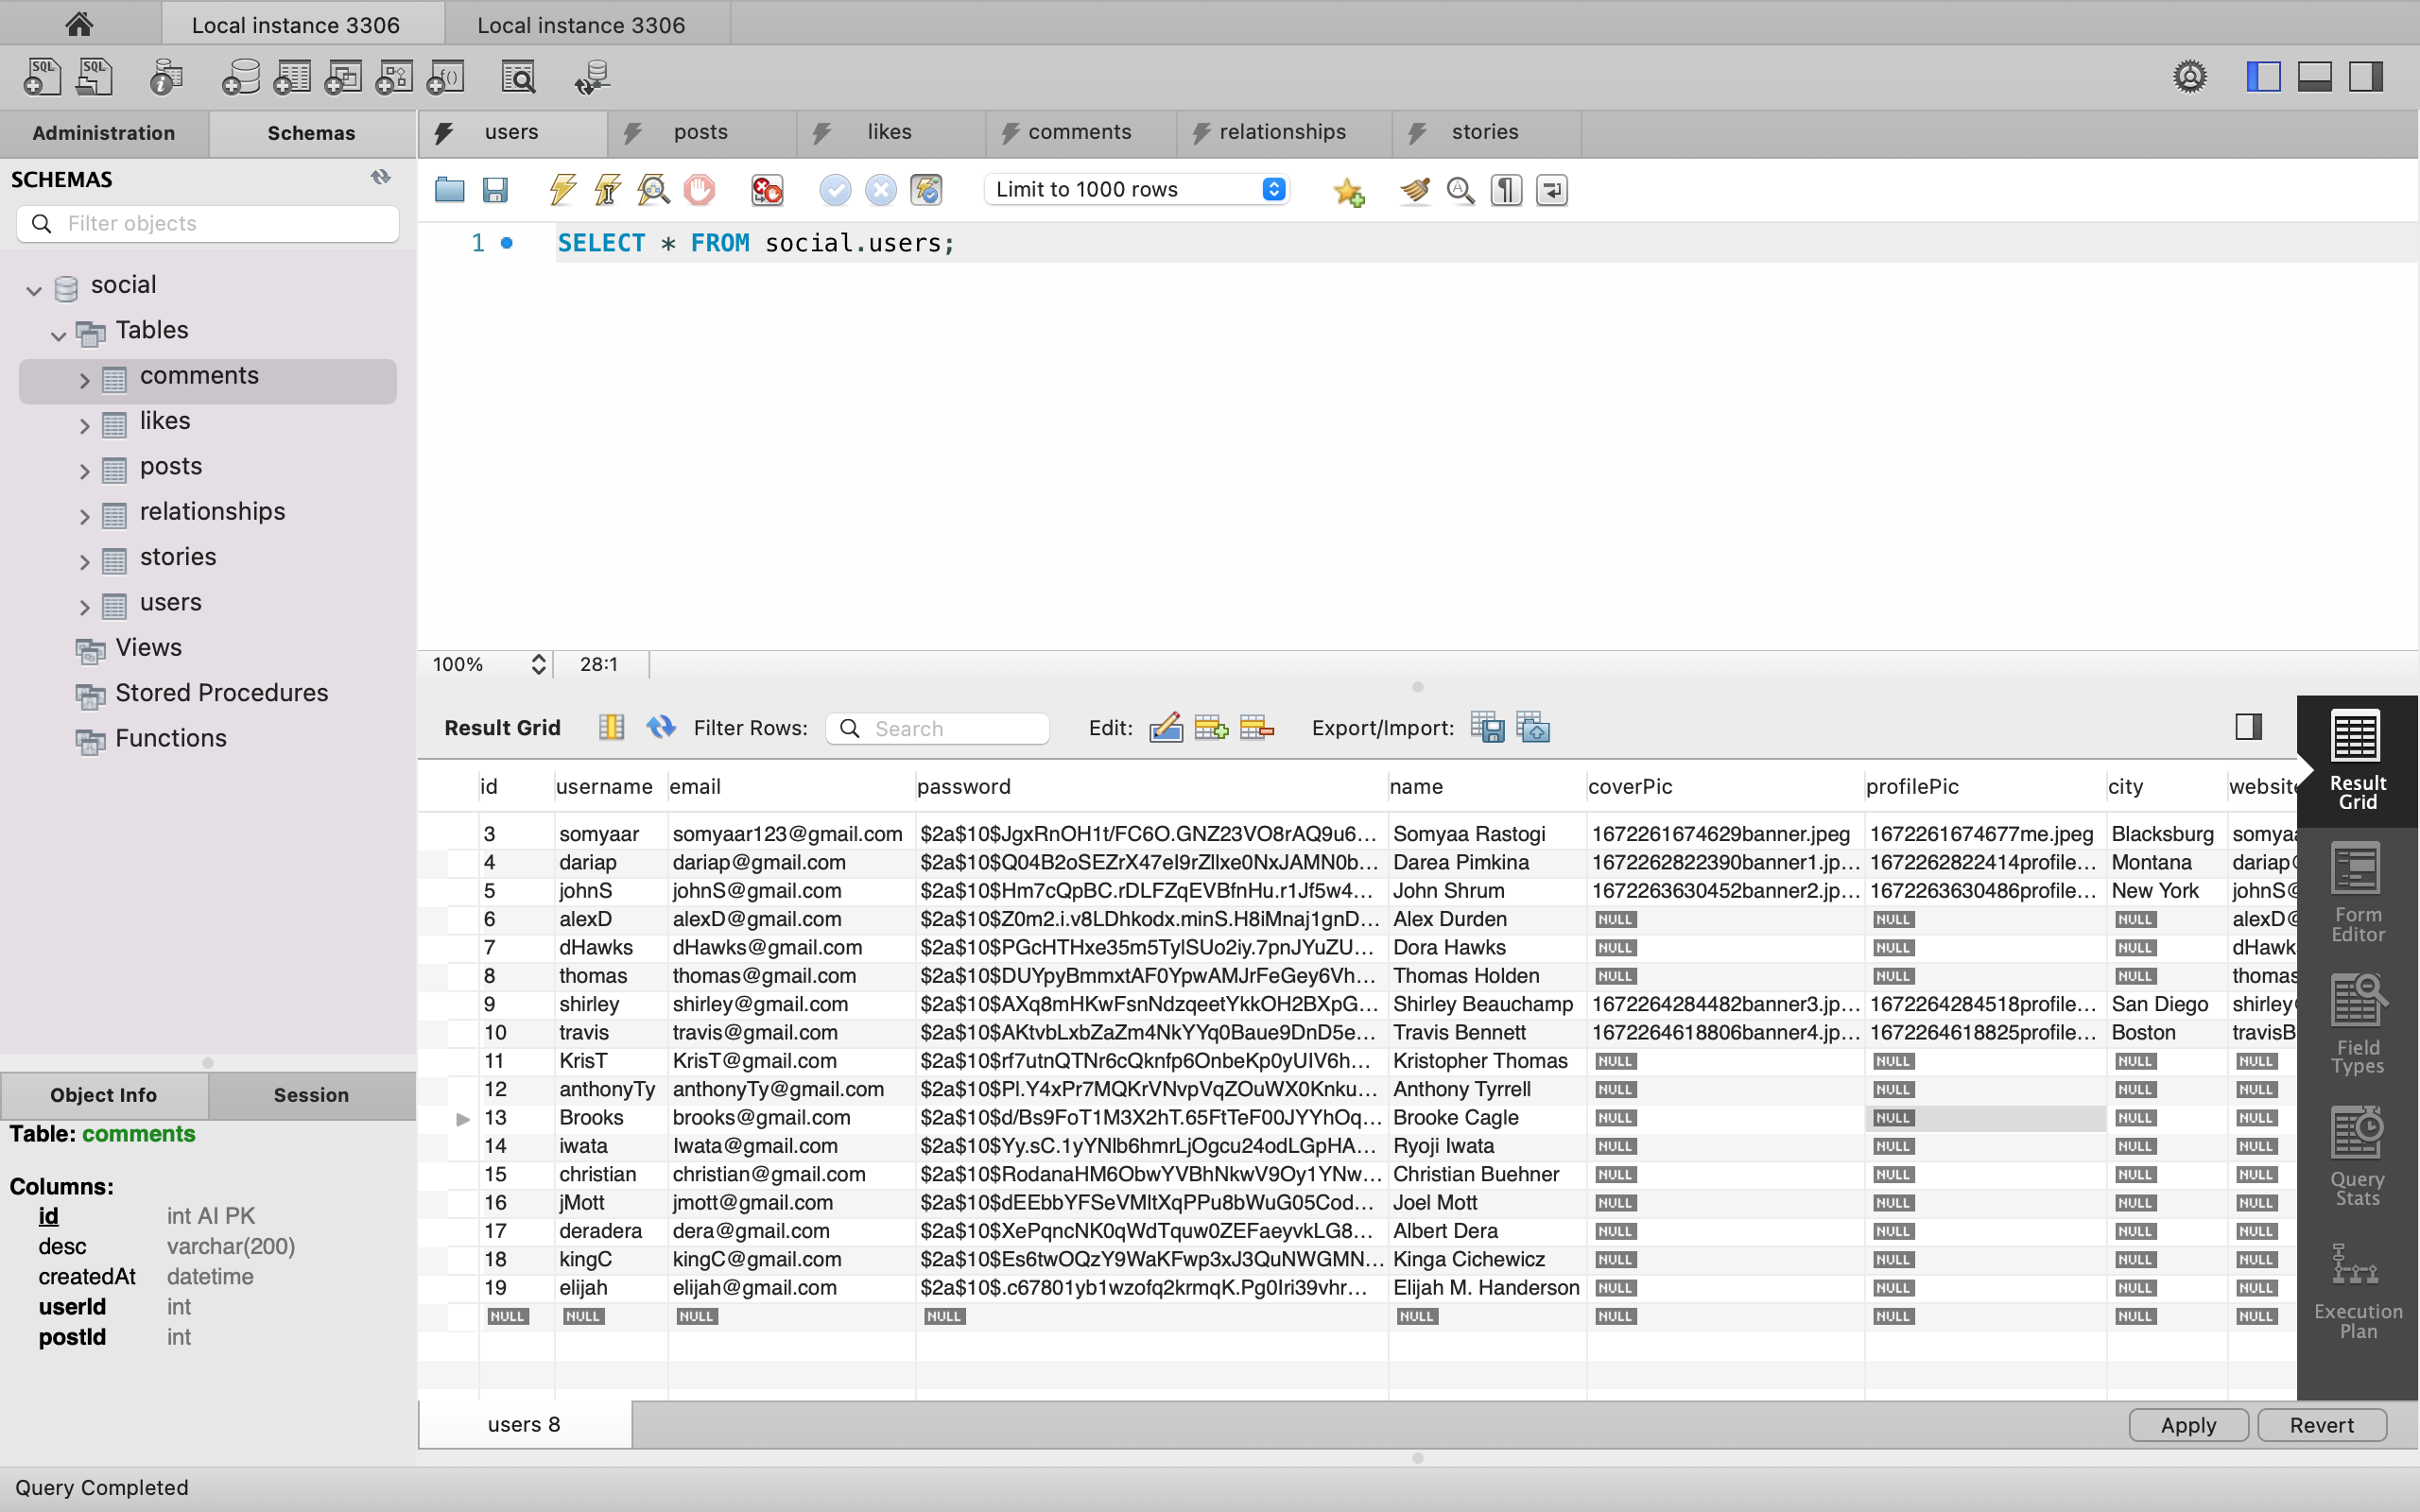 Local instance 3306 Local instance 3306
SQL SQL i f()
Administration Schemas users posts likes comments relationships stories
SCHEMAS
Filter objects
Limit to 1000 rows
1 SELECT * FROM social.users;
social
Tables
comments
likes
posts
relationships
stories
users
Views
Stored Procedures
Functions
100% 28:1
Result Grid Filter Rows: Search Edit: Export/Import:
id username email password name coverPic profilePic city website
3 somyaar somyaar123@gmail.com $2a$10$JgxRnOH1t/FC6O.GNZ23VO8rAQ9u6... Somyaa Rastogi 1672261674629banner.jpeg 1672261674677me.jpeg Blacksburg somyaa
4 dariap dariap@gmail.com $2a$10$Q04B2oSEZrX47eI9rZllxe0NxJAMN0b... Darea Pimkina 1672262822390banner1.jp... 1672262822414profile... Montana dariap@
5 johnS johnS@gmail.com $2a$10$Hm7cQpBC.rDLFZqEVBfnHu.r1Jf5w4... John Shrum 1672263630452banner2.jp... 1672263630486profile... New York johnS@
6 alexD alexD@gmail.com $2a$10$Z0m2.i.v8LDhkodx.minS.H8iMnaj1gnD... Alex Durden NULL NULL NULL alexD@
7 dHawks dHawks@gmail.com $2a$10$PGcHTHxe35m5TylSUo2iy.7pnJYuZU... Dora Hawks NULL NULL NULL dHawk
8 thomas thomas@gmail.com $2a$10$DUYpyBmmxtAF0YpwAMJrFeGey6Vh... Thomas Holden NULL NULL NULL thomas
9 shirley shirley@gmail.com $2a$10$AXq8mHKwFsnNdzqeetYkkOH2BXpG... Shirley Beauchamp 1672264284482banner3.jp... 1672264284518profile... San Diego shirley
10 travis travis@gmail.com $2a$10$AKtvbLxbZaZm4NkYYq0Baue9DnD5e... Travis Bennett 1672264618806banner4.jp... 1672264618825profile... Boston travisB
11 KrisT KrisT@gmail.com $2a$10$rf7utnQTNr6cQknfp6OnbeKp0yUIV6h... Kristopher Thomas NULL NULL NULL NULL
12 anthonyTy anthonyTy@gmail.com $2a$10$Pl.Y4xPr7MQKrVNvpVqZOuWX0Knku... Anthony Tyrrell NULL NULL NULL NULL
13 Brooks brooks@gmail.com $2a$10$d/Bs9FoT1M3X2hT.65FtTeF00JYYhOq... Brooke Cagle NULL NULL NULL NULL
14 iwata Iwata@gmail.com $2a$10$Yy.sC.1yYNlb6hmrLjOgcu24odLGpHA... Ryoji Iwata NULL NULL NULL NULL
15 christian christian@gmail.com $2a$10$RodanaHM6ObwYVBhNkwV9Oy1YNw... Christian Buehner NULL NULL NULL NULL
16 jMott jmott@gmail.com $2a$10$dEEbbYFSeVMltXqPPu8bWuG05Cod... Joel Mott NULL NULL NULL NULL
17 deradera dera@gmail.com $2a$10$XePqncNK0qWdTquw0ZEFaeyvkLG8... Albert Dera NULL NULL NULL NULL
18 kingC kingC@gmail.com $2a$10$Es6twOQzY9WaKFwp3xJ3QuNWGMN... Kinga Cichewicz NULL NULL NULL NULL
19 elijah elijah@gmail.com $2a$10$.c67801yb1wzofq2krmqK.Pg0Iri39vhr... Elijah M. Handerson NULL NULL NULL NULL
NULL NULL NULL NULL NULL NULL NULL NULL NULL
Result
Grid
Form
Editor
Field
Types
Query
Stats
Execution
Plan
Object Info Session
Table: comments
Columns:
id int AI PK
desc varchar(200)
createdAt datetime
userId int
postId int
users 8 Apply Revert
Query Completed